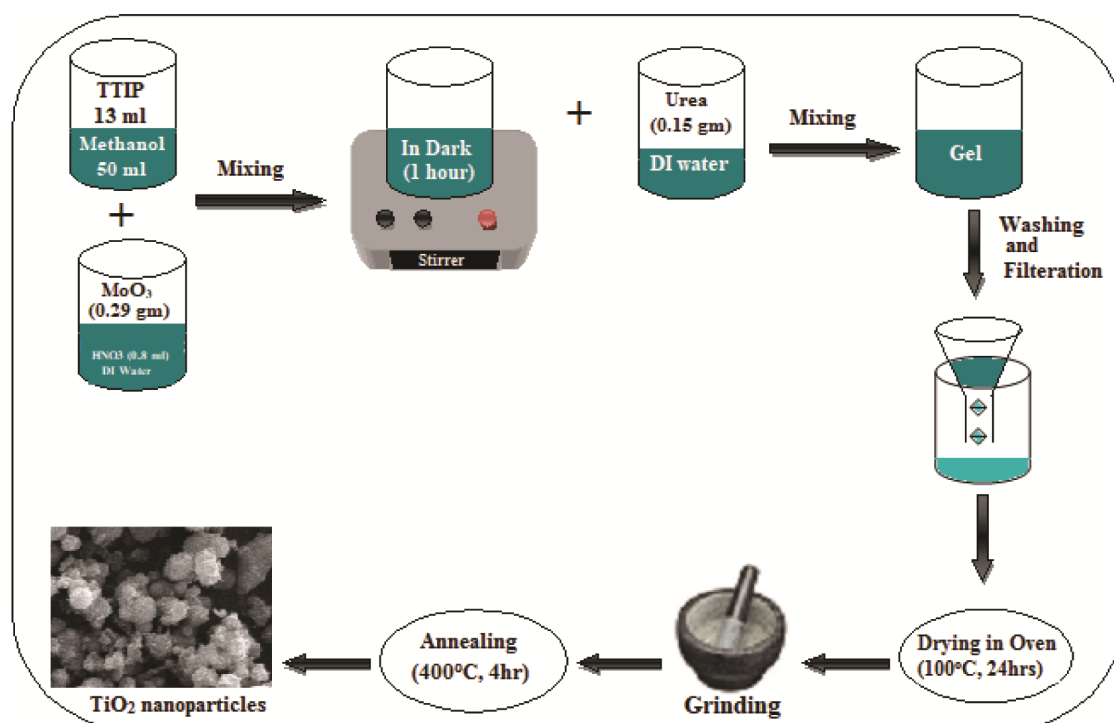 TTIP
13 ml
Methanol
50 ml
+
MoO₃
(0.29 gm)
HNO3 (0.8 ml)
DI Water
Mixing
In Dark
(1 hour)
Stirrer
+
Urea
(0.15 gm)
DI water
Mixing
Gel
Washing
and
Filteration
Drying in Oven
(100°C, 24hrs)
Grinding
Annealing
(400°C, 4hr)
TiO₂ nanoparticles